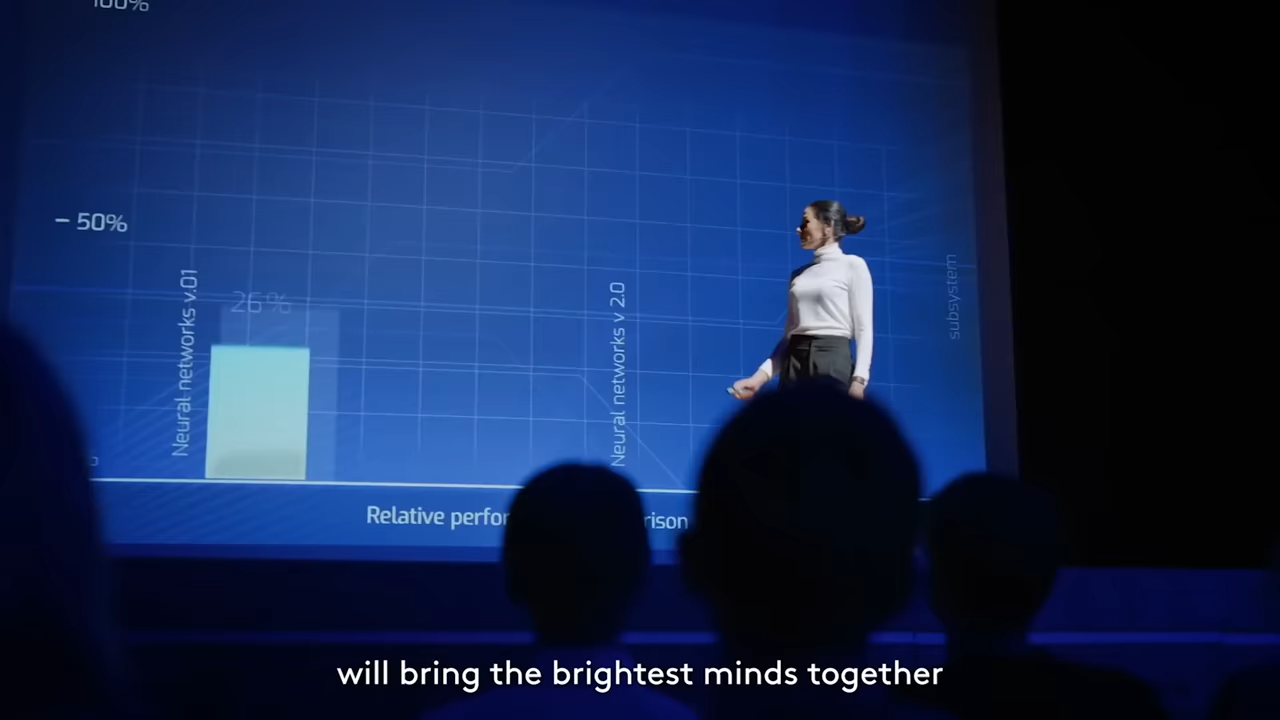 100%
– 50%
Neural networks v.01
26%
Neural networks v 2.0
subsystem
Relative perfor
rison
will bring the brightest minds together